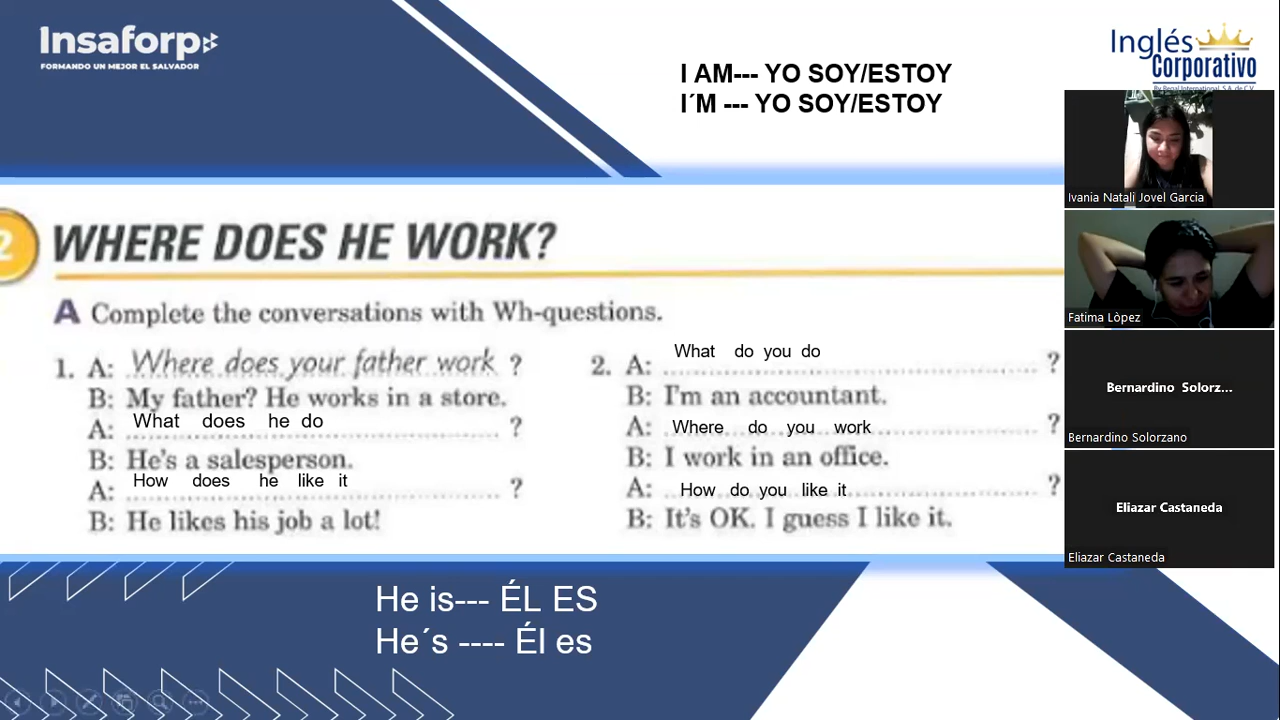 Insaforp
FORMANDO UN MEJOR EL SALVADOR
I AM--- YO SOY/ESTOY
I´M --- YO SOY/ESTOY
Inglés
Corporativo
By Regal International, S.A. de C.V.
2 WHERE DOES HE WORK?
A Complete the conversations with Wh-questions.
1. A: Where does your father work ?
B: My father? He works in a store.
A: What does he do ?
B: He's a salesperson.
A: How does he like it ?
B: He likes his job a lot!
2. A: What do you do ?
B: I'm an accountant.
A: Where do you work ?
B: I work in an office.
A: How do you like it ?
B: It's OK. I guess I like it.
He is--- ÉL ES
He´s ---- Él es
Ivania Natali Jovel Garcia
Fatima Lòpez
Bernardino Solorz...
Bernardino Solorzano
Eliazar Castaneda
Eliazar Castaneda